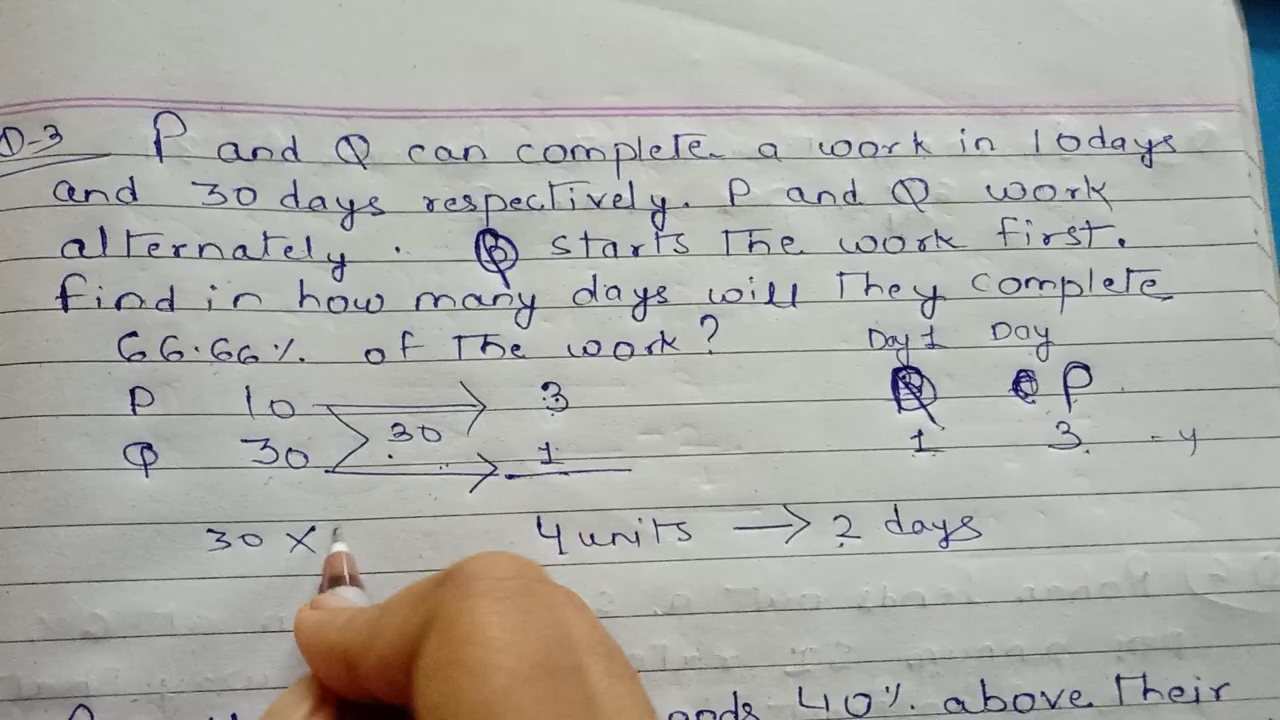 Q-3 P and Q can complete a work in 10days
and 30 days respectively. P and Q work
alternately. Q starts The work first.
find in how many days will They complete
66.66% of The work?
Day 1 Day
Q P
1 3 - 4
P 10 30 3
Q 30 1
30 × 4 units → 2 days
40% above Their